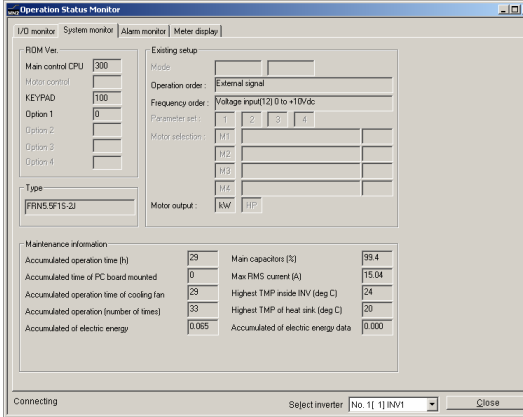 Operation Status Monitor
I/O monitor System monitor Alarm monitor Meter display
ROM Ver.
Main control CPU 300
Motor control
KEYPAD 100
Option 1 0
Option 2
Option 3
Option 4
Type
FRN5.5F1S-2J
Existing setup
Mode
Operation order : External signal
Frequency order : Voltage input(12) 0 to +10Vdc
Parameter set : 1 2 3 4
Motor selection : M1
M2
M3
M4
Motor output : kW HP
Maintenance information
Accumulated operation time (h) 29
Accumulated time of PC board mounted 0
Accumulated operation time of cooling fan 29
Accumulated operation (number of times) 33
Accumulated of electric energy 0.065
Main capacitors (%) 99.4
Max RMS current (A) 15.04
Highest TMP inside INV (deg C) 24
Highest TMP of heat sink (deg C) 20
Accumulated of electric energy data 0.000
Connecting Select inverter No. 1[ 1] INV1 Close